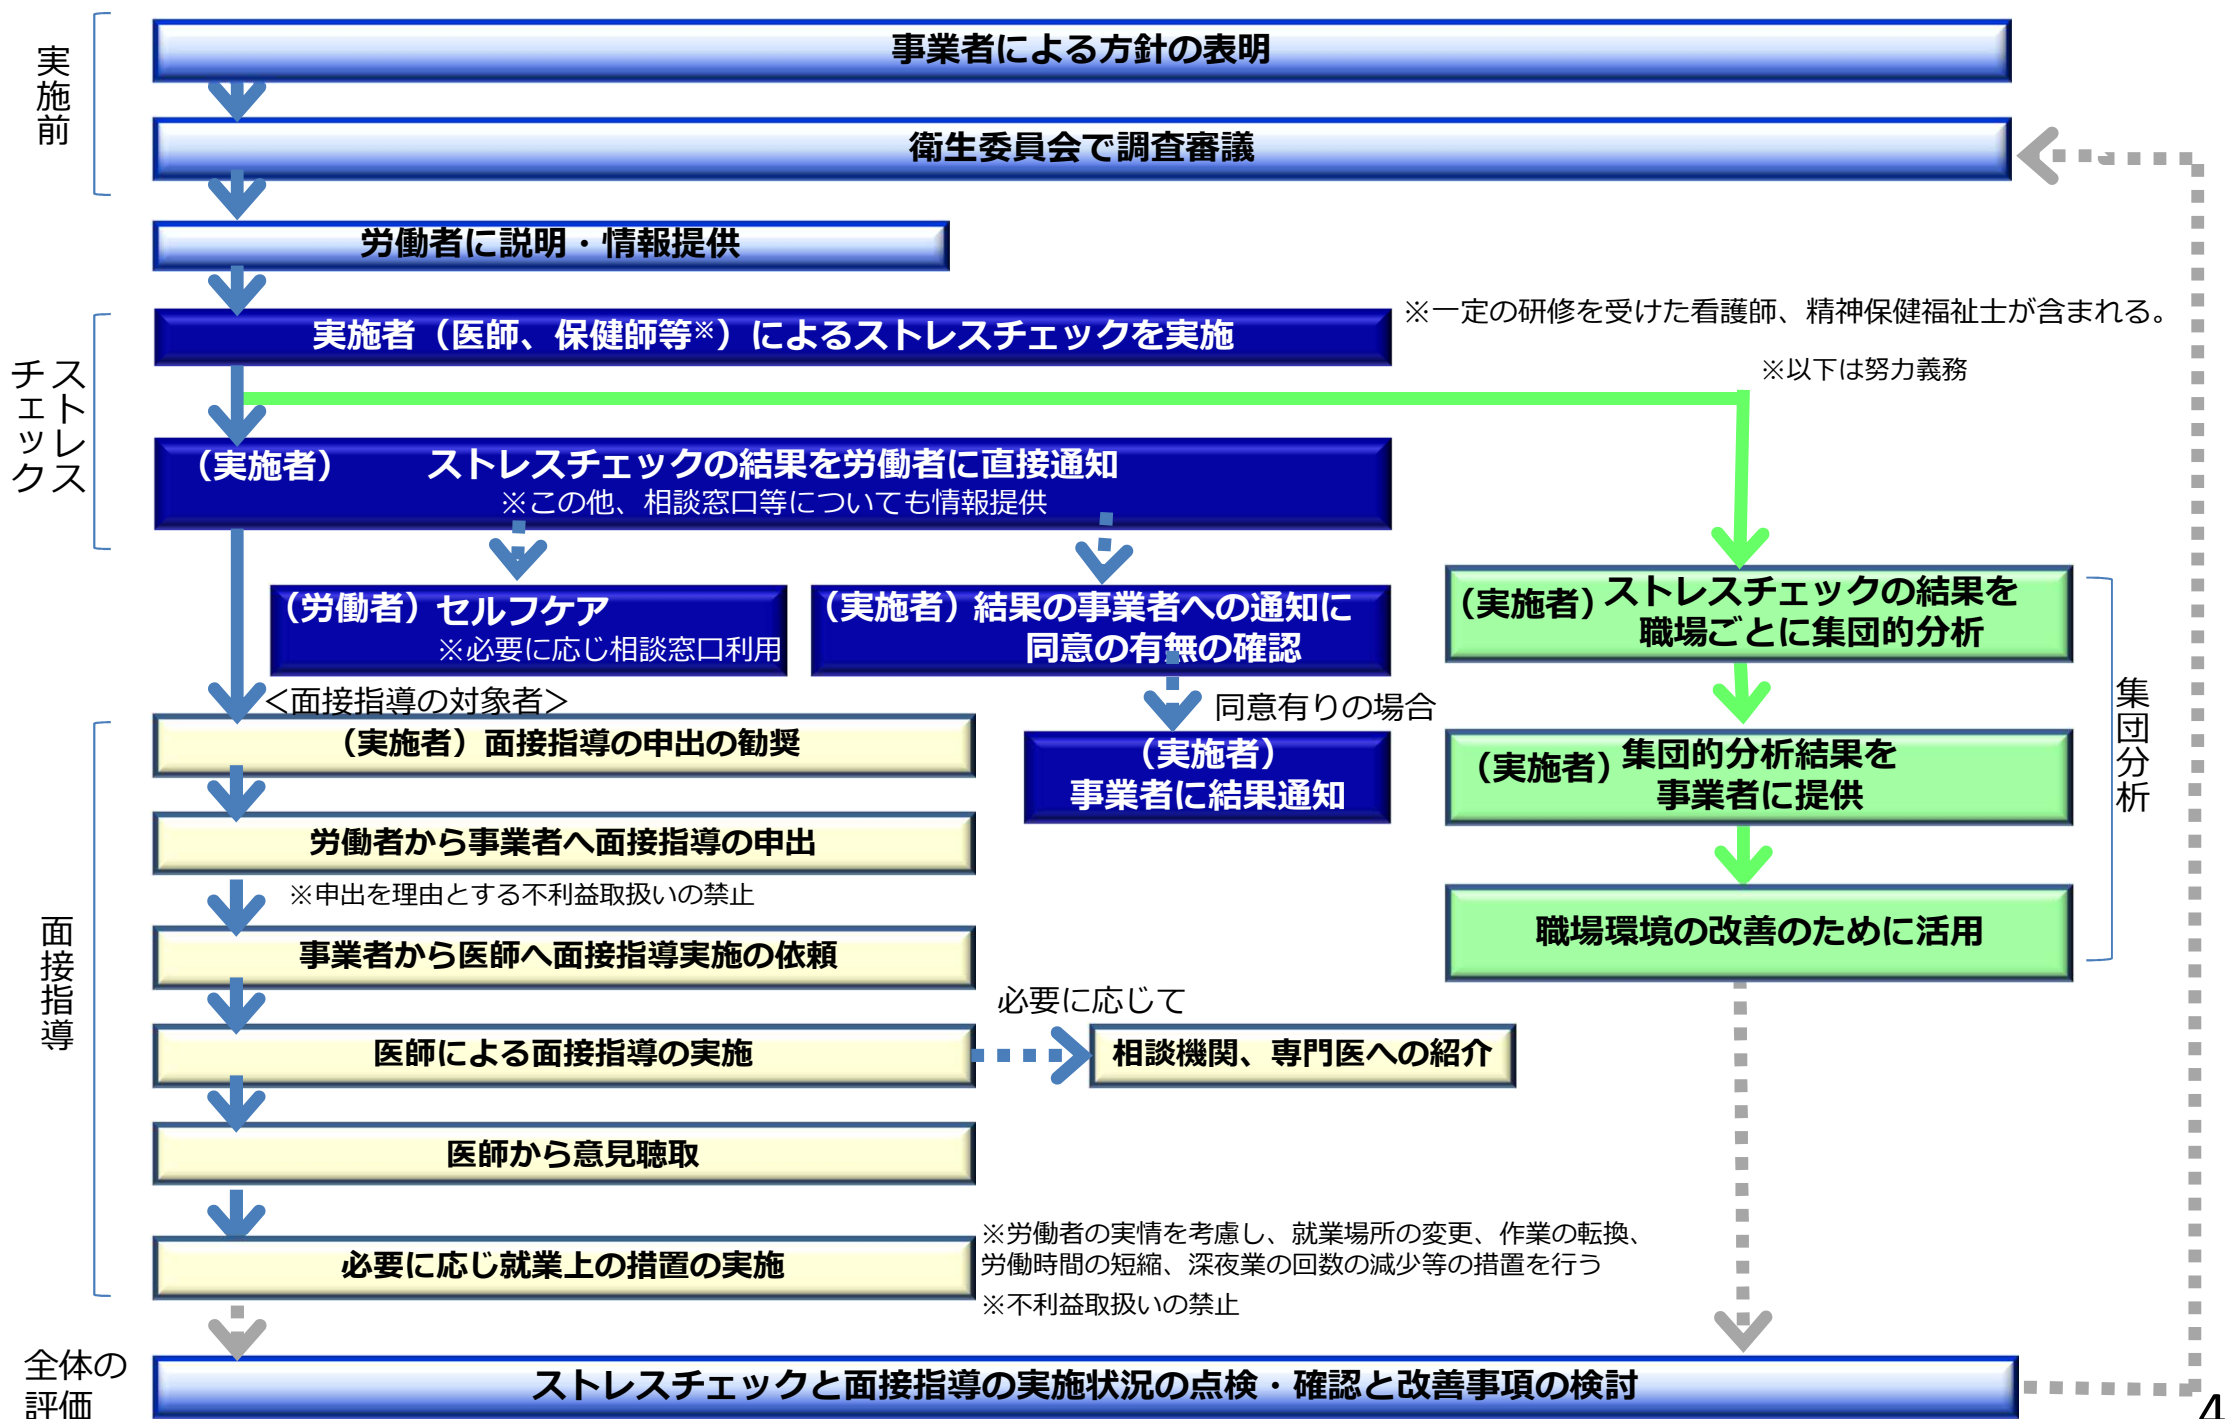 実施前
事業者による方針の表明
衛生委員会で調査審議
労働者に説明・情報提供
ストレス
チェック
実施者（医師、保健師等※）によるストレスチェックを実施
※一定の研修を受けた看護師、精神保健福祉士が含まれる。
※以下は努力義務
（実施者） ストレスチェックの結果を労働者に直接通知
※この他、相談窓口等についても情報提供
（労働者）セルフケア
※必要に応じ相談窓口利用
（実施者）結果の事業者への通知に
同意の有無の確認
同意有りの場合
（実施者）
事業者に結果通知
集団分析
（実施者）ストレスチェックの結果を
職場ごとに集団的分析
（実施者）集団的分析結果を
事業者に提供
職場環境の改善のために活用
面接指導
＜面接指導の対象者＞
（実施者）面接指導の申出の勧奨
労働者から事業者へ面接指導の申出
※申出を理由とする不利益取扱いの禁止
事業者から医師へ面接指導実施の依頼
医師による面接指導の実施
必要に応じて
相談機関、専門医への紹介
医師から意見聴取
必要に応じ就業上の措置の実施
※労働者の実情を考慮し、就業場所の変更、作業の転換、
労働時間の短縮、深夜業の回数の減少等の措置を行う
※不利益取扱いの禁止
全体の
評価
ストレスチェックと面接指導の実施状況の点検・確認と改善事項の検討
4